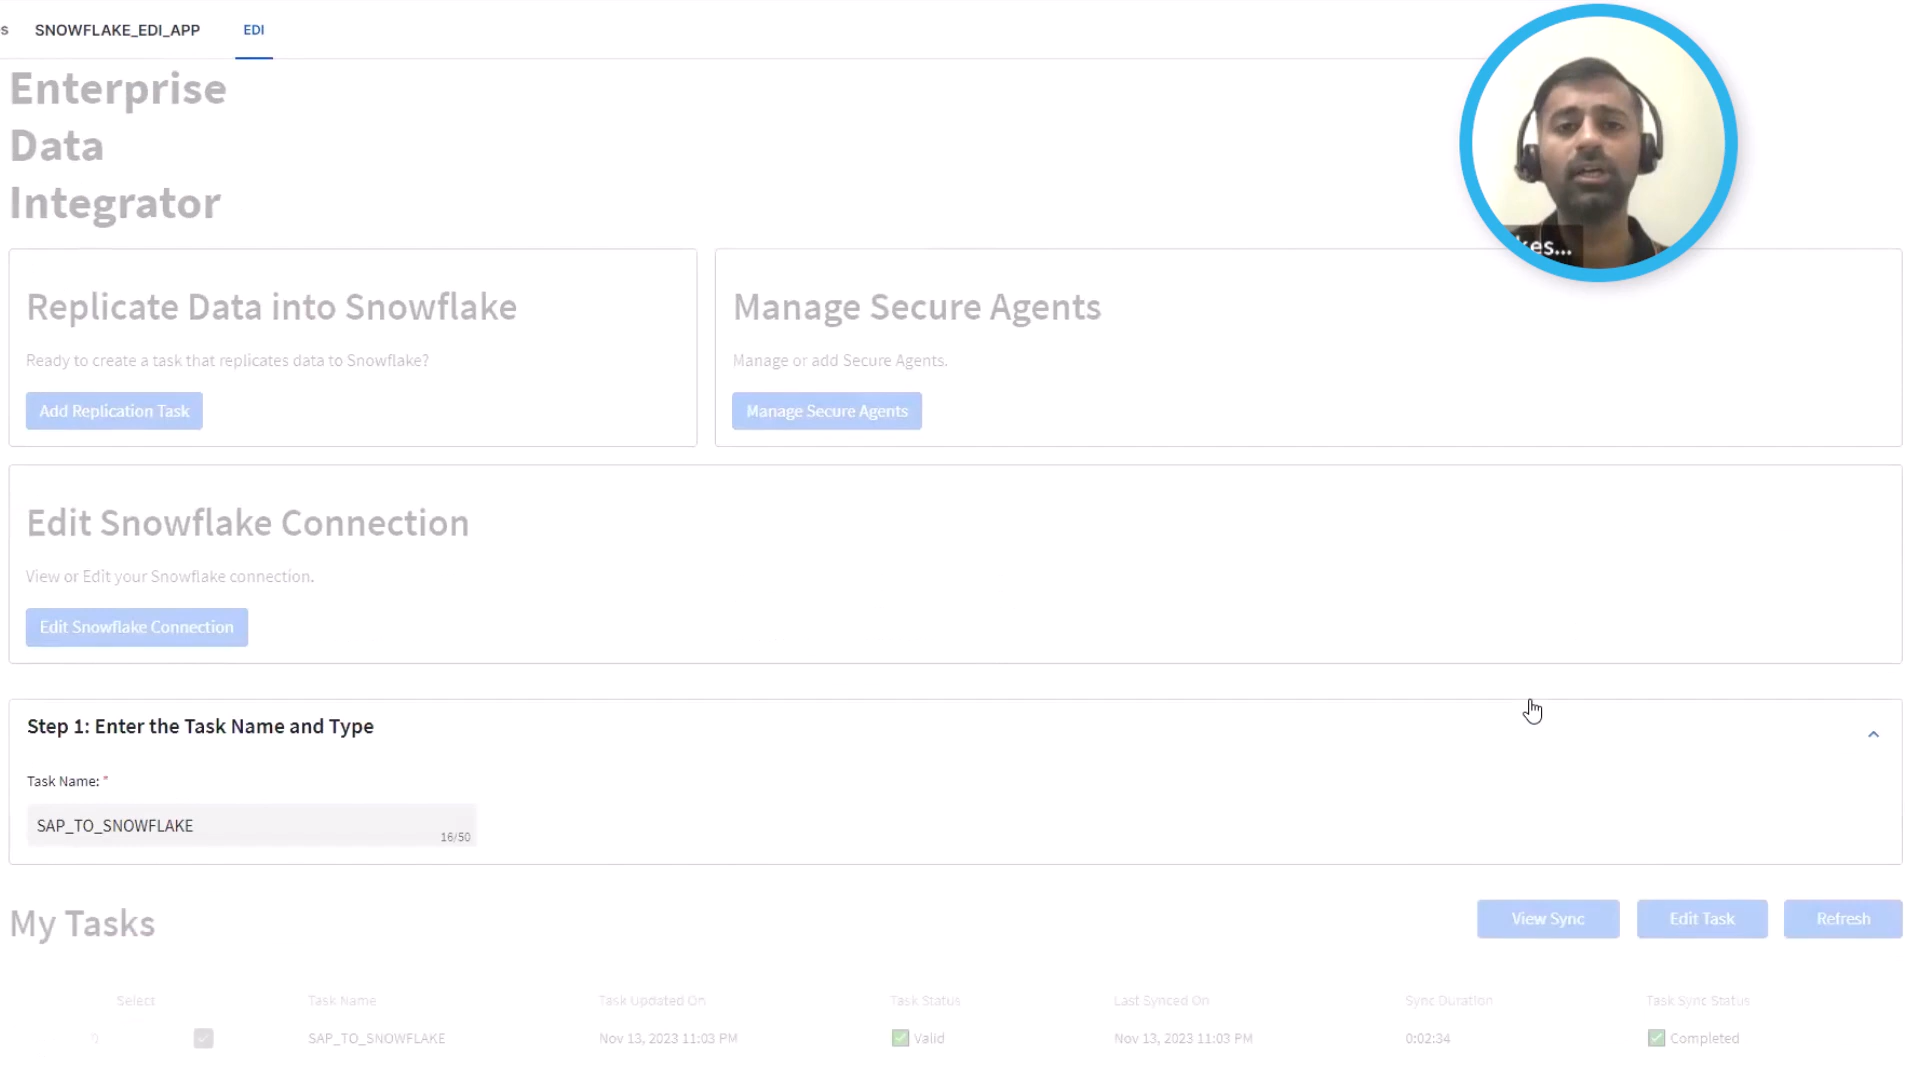 s SNOWFLAKE_EDI_APP EDI
Enterprise
Data
Integrator
kes...
Replicate Data into Snowflake
Ready to create a task that replicates data to Snowflake?
Add Replication Task
Manage Secure Agents
Manage or add Secure Agents.
Manage Secure Agents
Edit Snowflake Connection
View or Edit your Snowflake connection.
Edit Snowflake Connection
Step 1: Enter the Task Name and Type
Task Name: *
SAP_TO_SNOWFLAKE
16/50
My Tasks
View Sync Edit Task Refresh
Select Task Name Task Updated On Task Status Last Synced On Sync Duration Task Sync Status
0 SAP_TO_SNOWFLAKE Nov 13, 2023 11:03 PM Valid Nov 13, 2023 11:03 PM 0:02:34 Completed